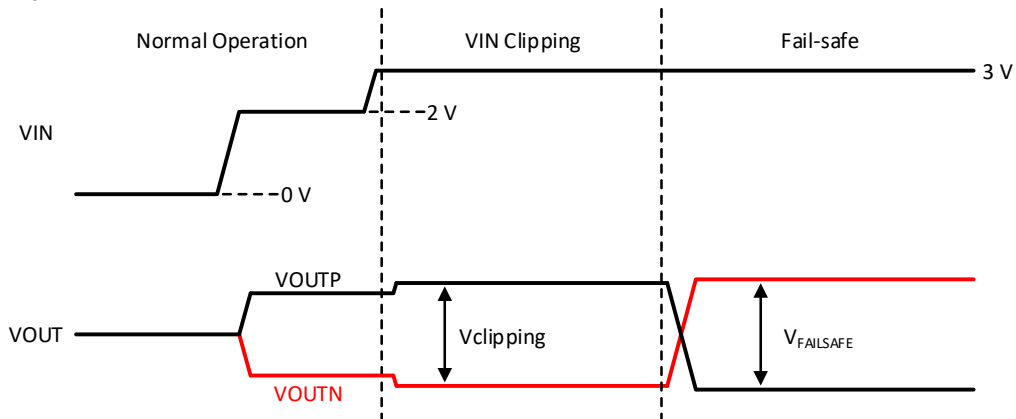 Normal Operation
VIN Clipping
Fail-safe
3 V
2 V
VIN
0 V
VOUTP
VOUT
Vclipping
VFAILSAFE
VOUTN